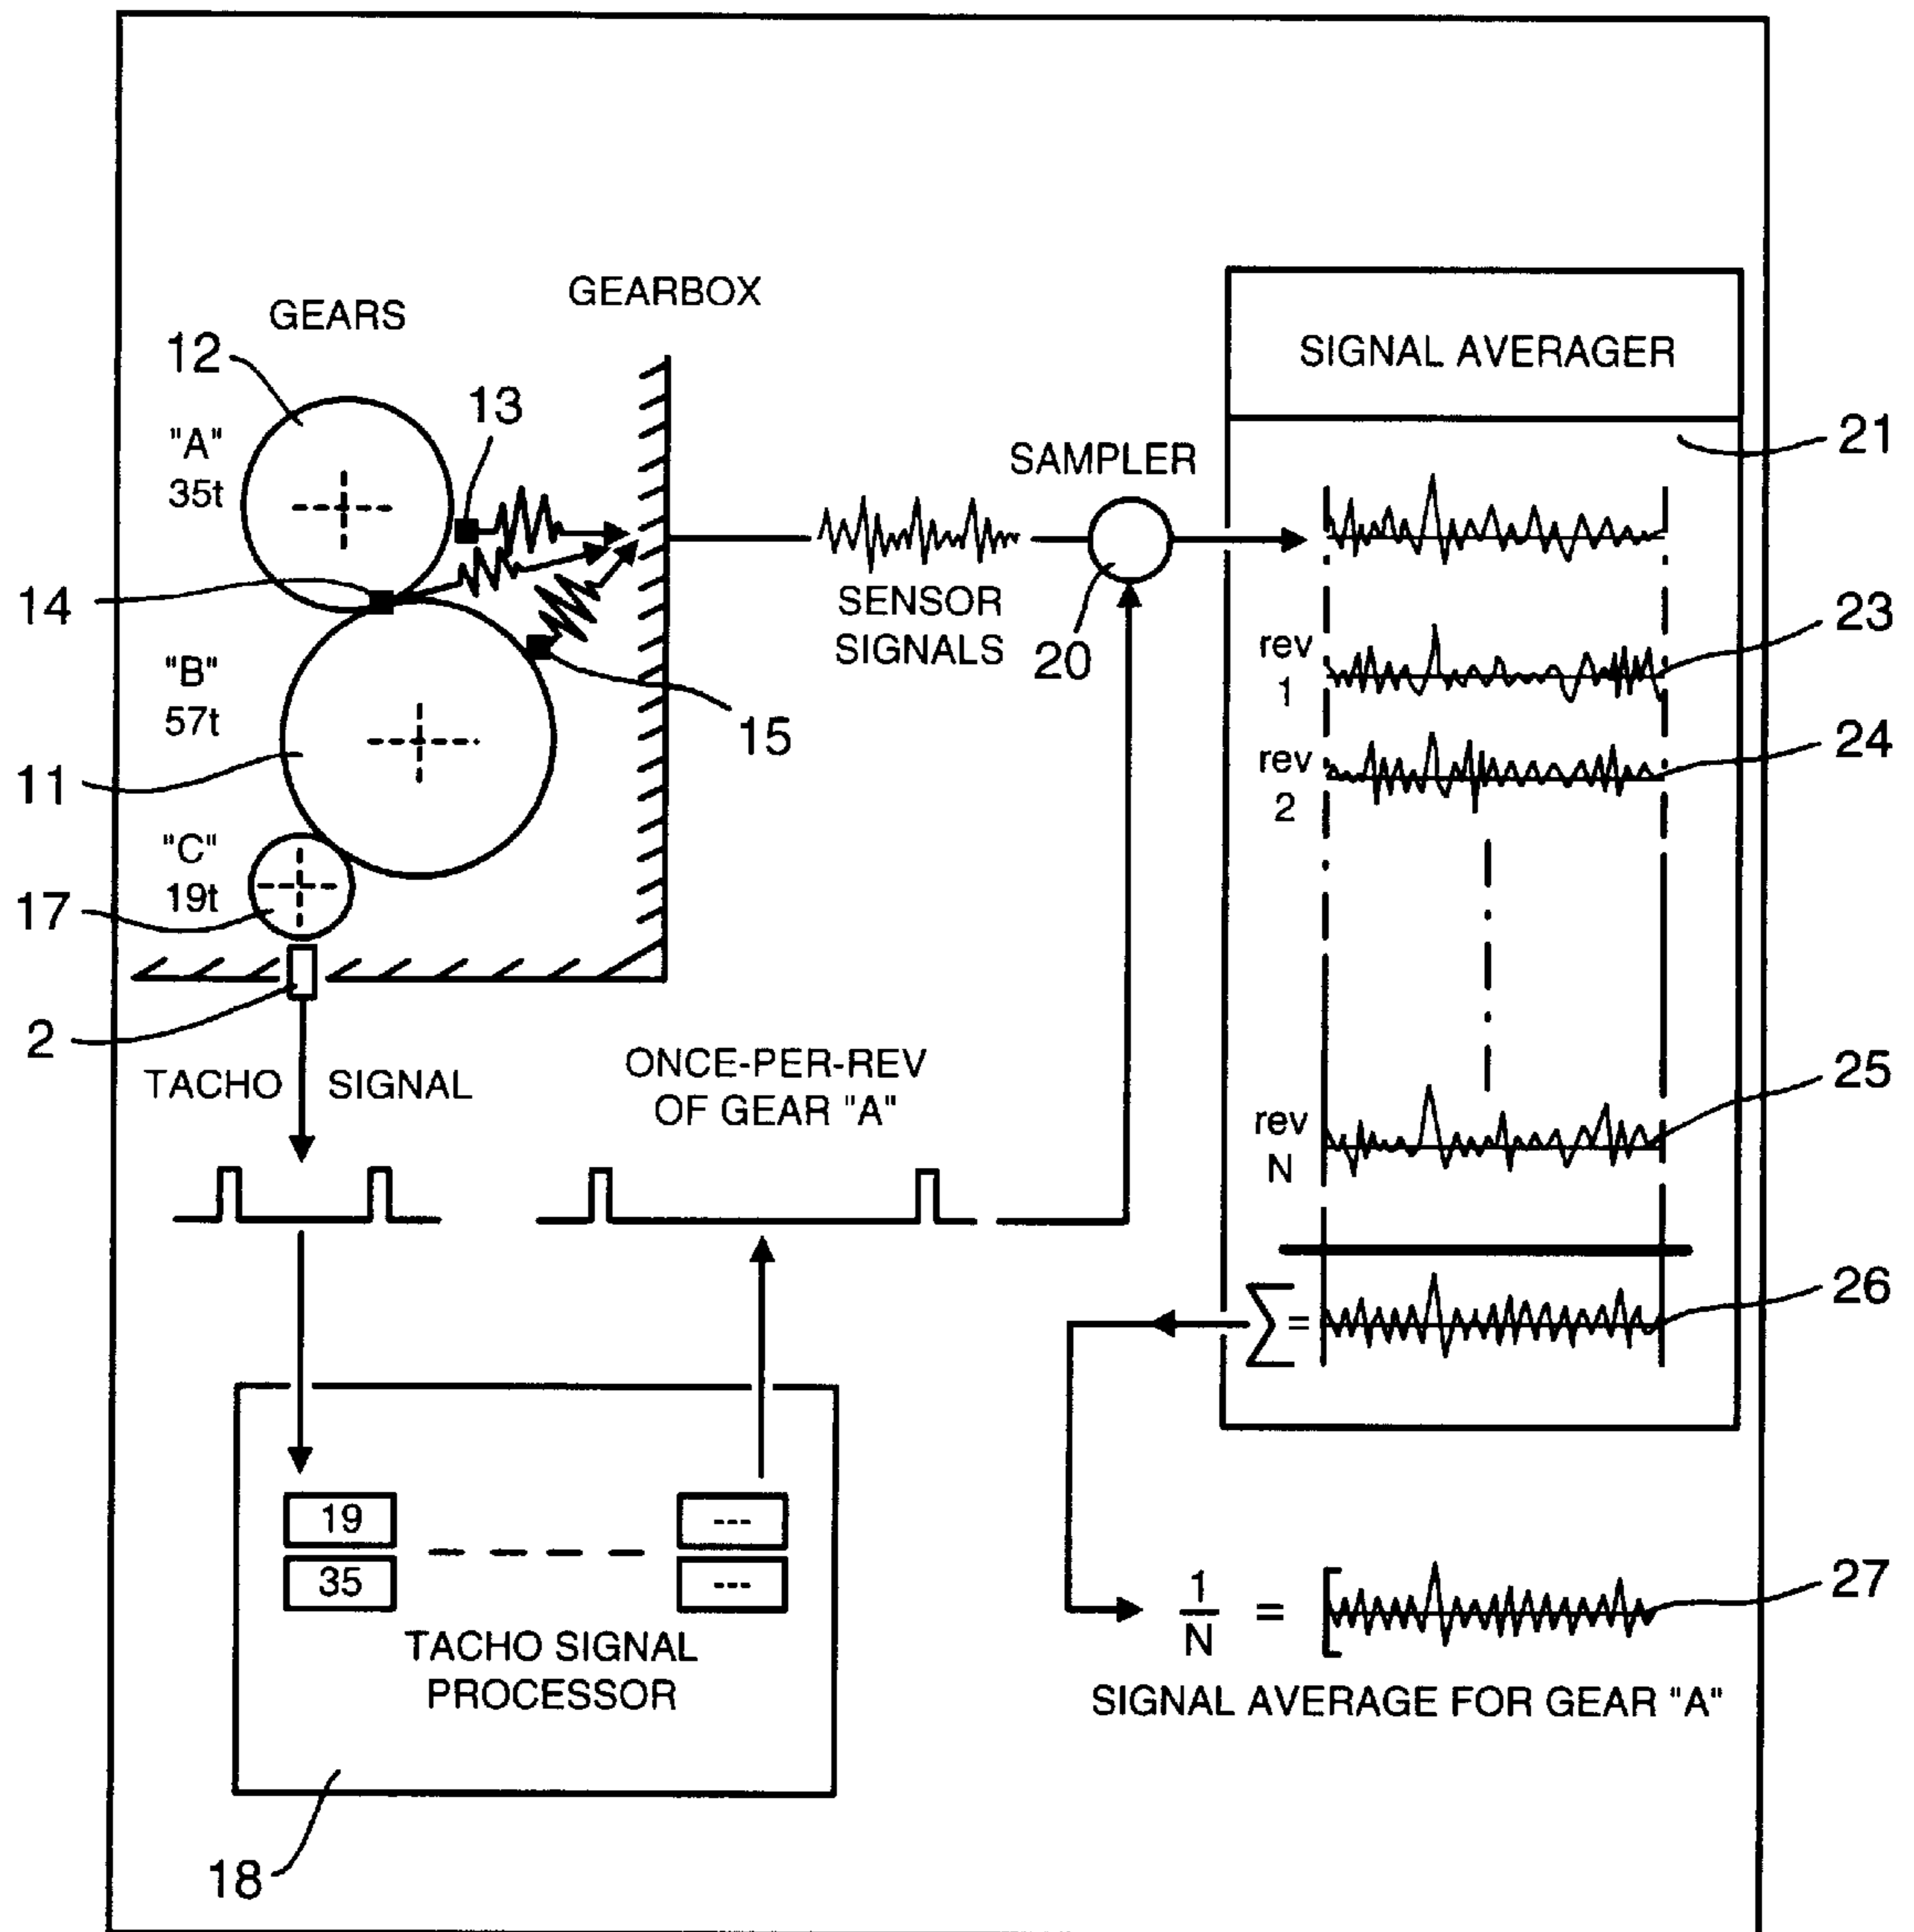 GEARS
GEARBOX
12
"A"
35t
13
14
"B"
57t
11
15
"C"
19t
17
2
SENSOR
SIGNALS
SAMPLER
20
SIGNAL AVERAGER
21
rev
1
23
rev
2
24
rev
N
25
∑=
26
TACHO SIGNAL
ONCE-PER-REV
OF GEAR "A"
19
35
---
---
TACHO SIGNAL
PROCESSOR
18
1
N
=
27
SIGNAL AVERAGE FOR GEAR "A"